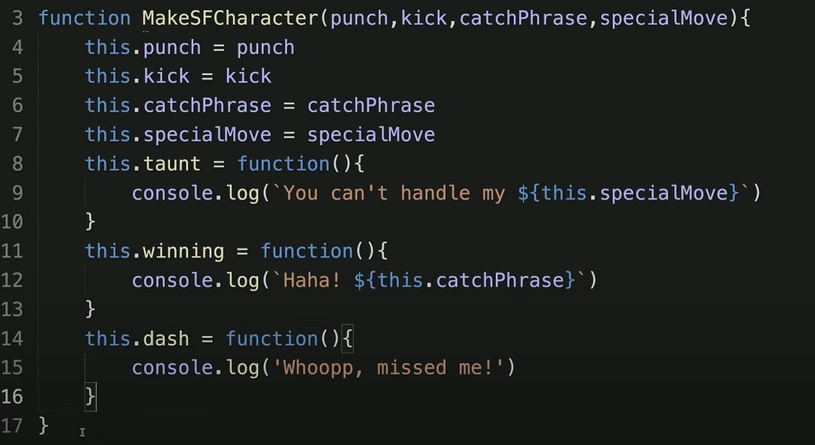 3 function MakeSFCharacter(punch,kick,catchPhrase,specialMove){
4     this.punch = punch
5     this.kick = kick
6     this.catchPhrase = catchPhrase
7     this.specialMove = specialMove
8     this.taunt = function(){
9         console.log(`You can't handle my ${this.specialMove}`)
10     }
11     this.winning = function(){
12         console.log(`Haha! ${this.catchPhrase}`)
13     }
14     this.dash = function(){
15         console.log('Whoopp, missed me!')
16     }
17 }